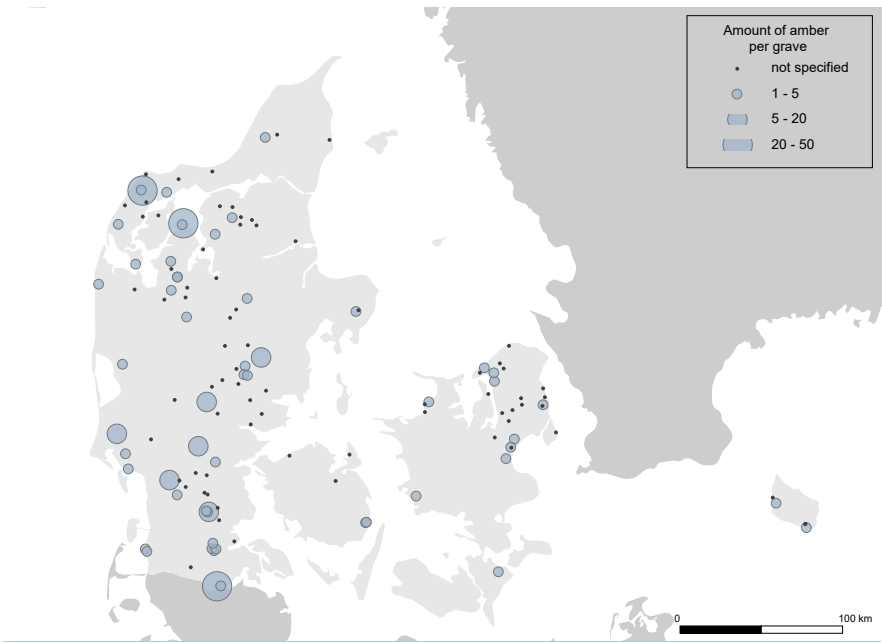 Amount of amber
per grave
not specified
1 - 5
5 - 20
20 - 50
0
100 km